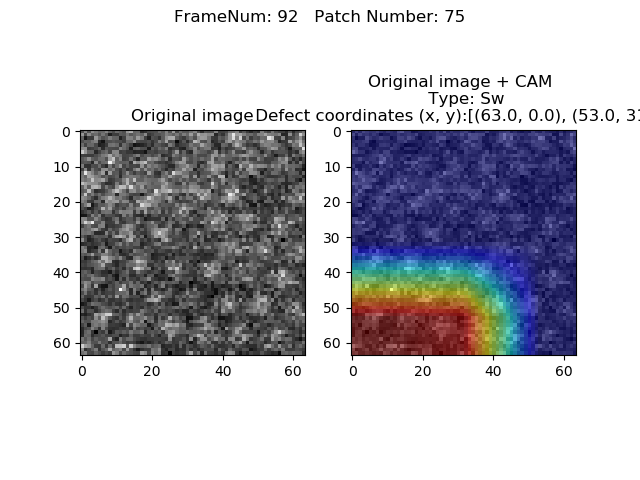 FrameNum: 92   Patch Number: 75
Original image + CAM
Type: Sw
Original image
Defect coordinates (x, y):[(63.0, 0.0), (53.0, 31
0
10
20
30
40
50
60
0 20 40 60
0
10
20
30
40
50
60
0 20 40 60